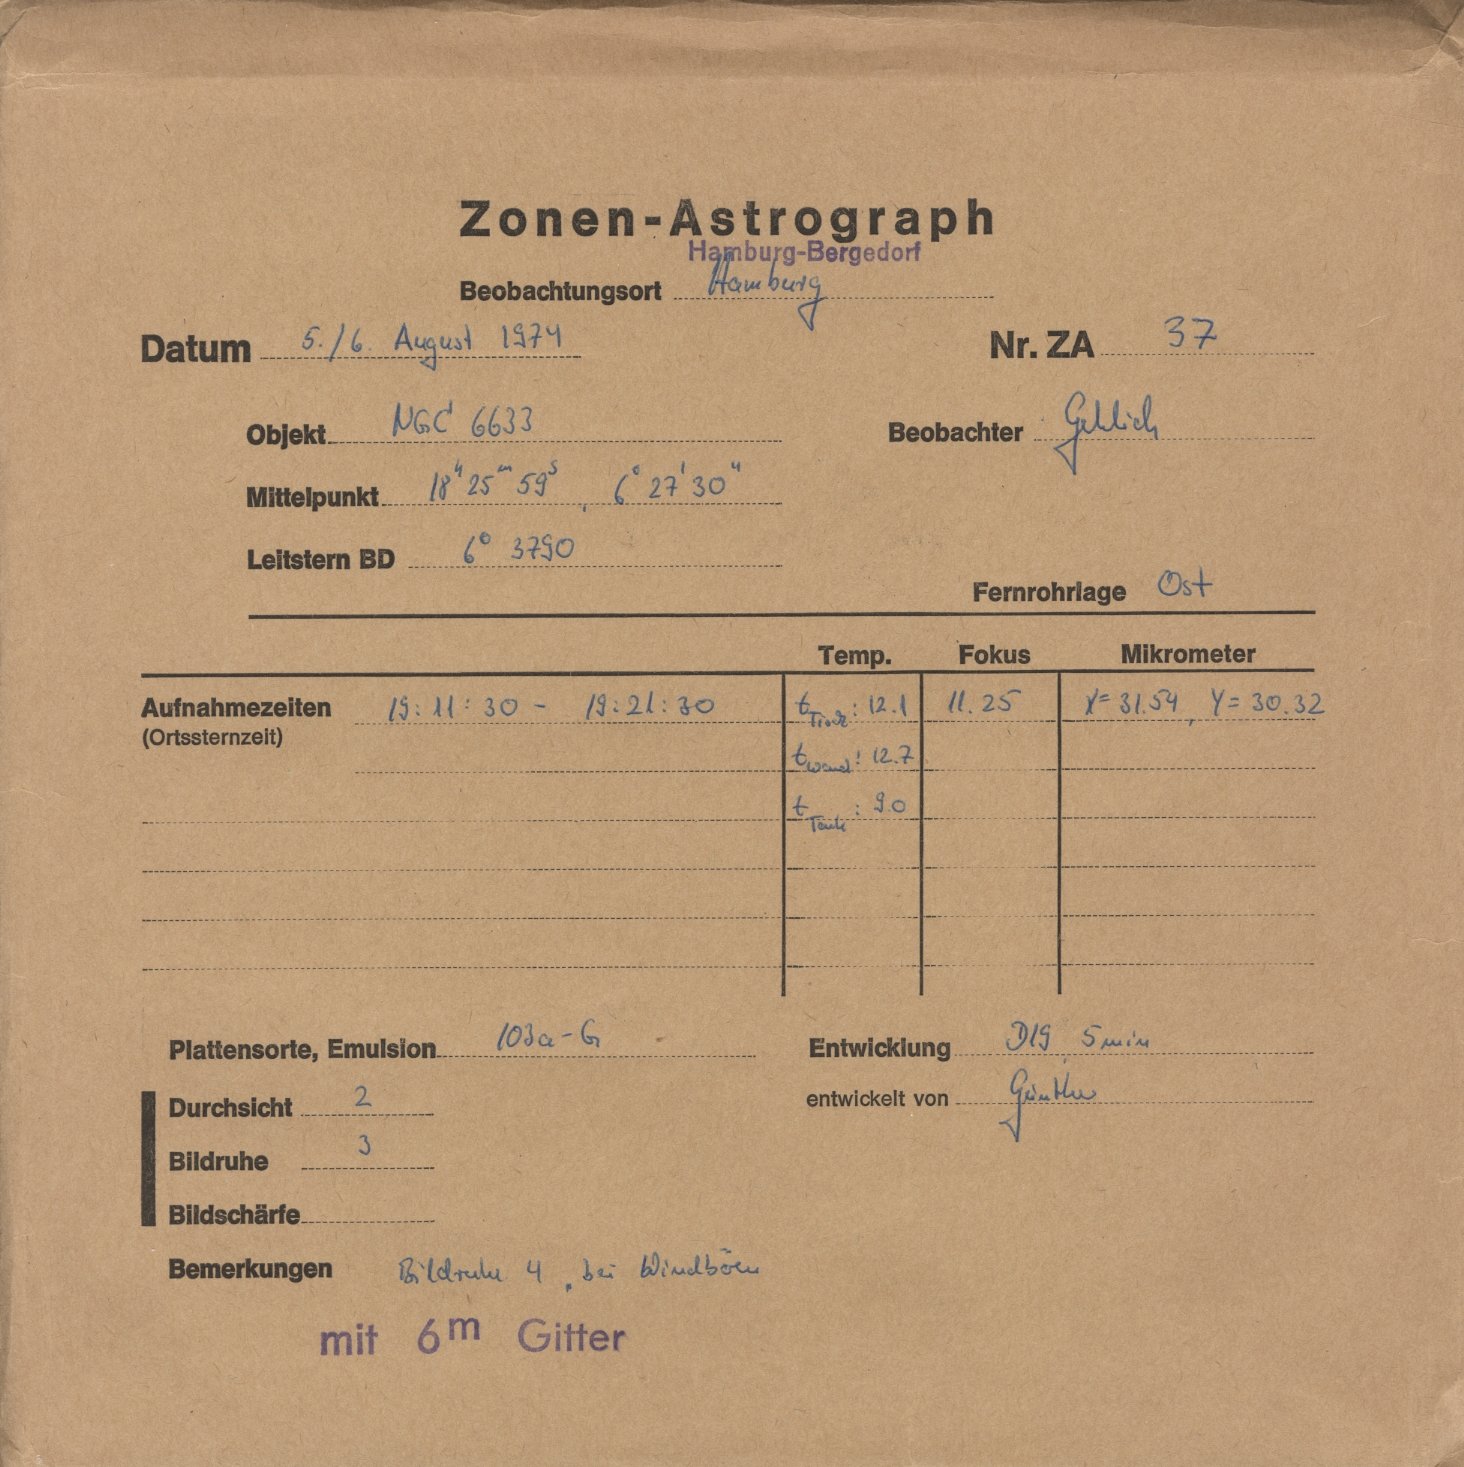 Zonen-Astrograph
Hamburg-Bergedorf
Beobachtungsort Hamburg
Datum 5./6. August 1974
Nr. ZA 37
Objekt NGC 6633
Beobachter Gehlich
Mittelpunkt 18h 25m 59s, 6° 27' 30"
Leitstern BD 6° 3790
Fernrohrlage Ost
Temp. Fokus Mikrometer
Aufnahmezeiten 19:11:30 - 19:21:30 t : 12.1 11.25 X= 31.54, Y= 30.32
(Ortssternzeit)
t Wand: 12.7
t Tank: 9.0
Plattensorte, Emulsion 103a-G
Entwicklung D19, 5 min
Durchsicht 2
entwickelt von Günther
Bildruhe 3
Bildschärfe
Bemerkungen Bildruhe 4, bei Windböen
mit 6m Gitter